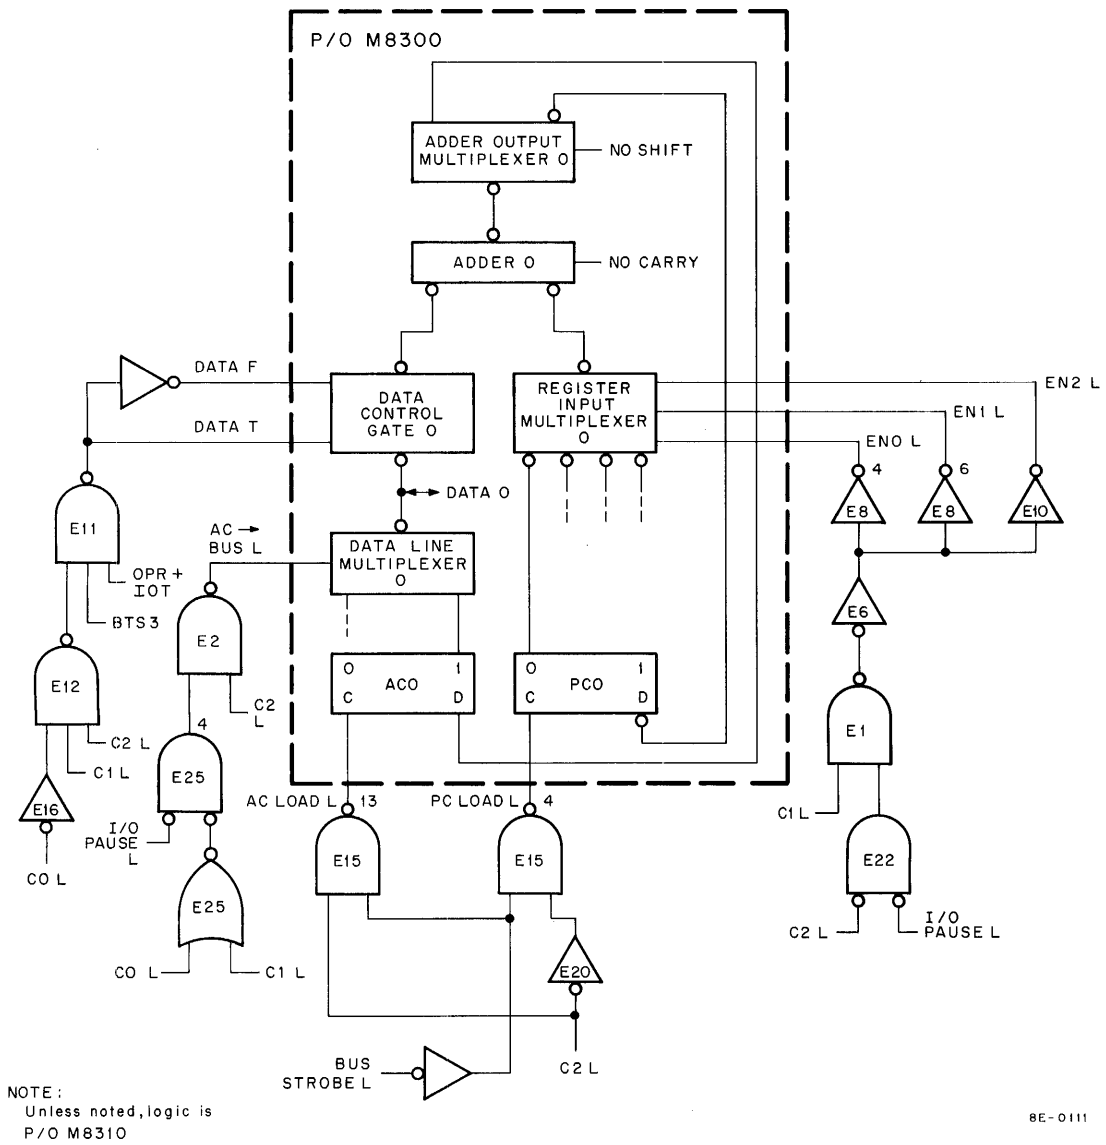 P/O M8300
ADDER OUTPUT
MULTIPLEXER 0
NO SHIFT
ADDER 0
NO CARRY
DATA F
DATA T
DATA
CONTROL
GATE 0
REGISTER
INPUT
MULTIPLEXER
0
EN2 L
EN1 L
EN0 L
4
6
E8
E8
E10
DATA 0
E11
AC →
BUS L
DATA LINE
MULTIPLEXER
0
OPR +
IOT
BTS3
E2
E6
E12
0
1
AC0
C
D
0
1
PC0
C
D
C2
L
C2 L
C1 L
4
E1
E16
E25
I/O
PAUSE
L
AC LOAD L
13
PC LOAD L
4
C1 L
C0 L
E15
E15
E22
E25
C2 L
I/O
PAUSE L
C0 L
C1 L
E20
BUS
STROBE L
C2 L
NOTE:
Unless noted, logic is
P/O M8310
8E-0111